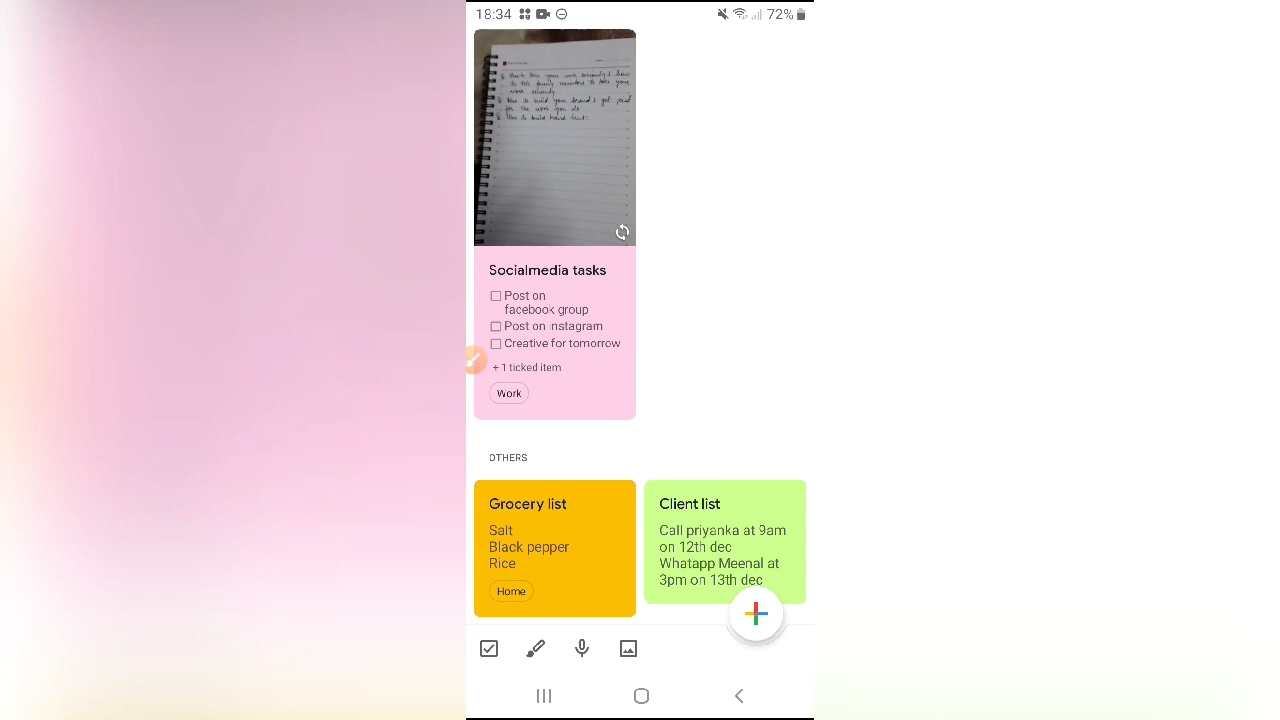 18:34
72%
Socialmedia tasks
Post on
facebook group
Post on instagram
Creative for tomorrow
+ 1 ticked item
Work
OTHERS
Grocery list
Salt
Black pepper
Rice
Home
Client list
Call priyanka at 9am
on 12th dec
Whatapp Meenal at
3pm on 13th dec